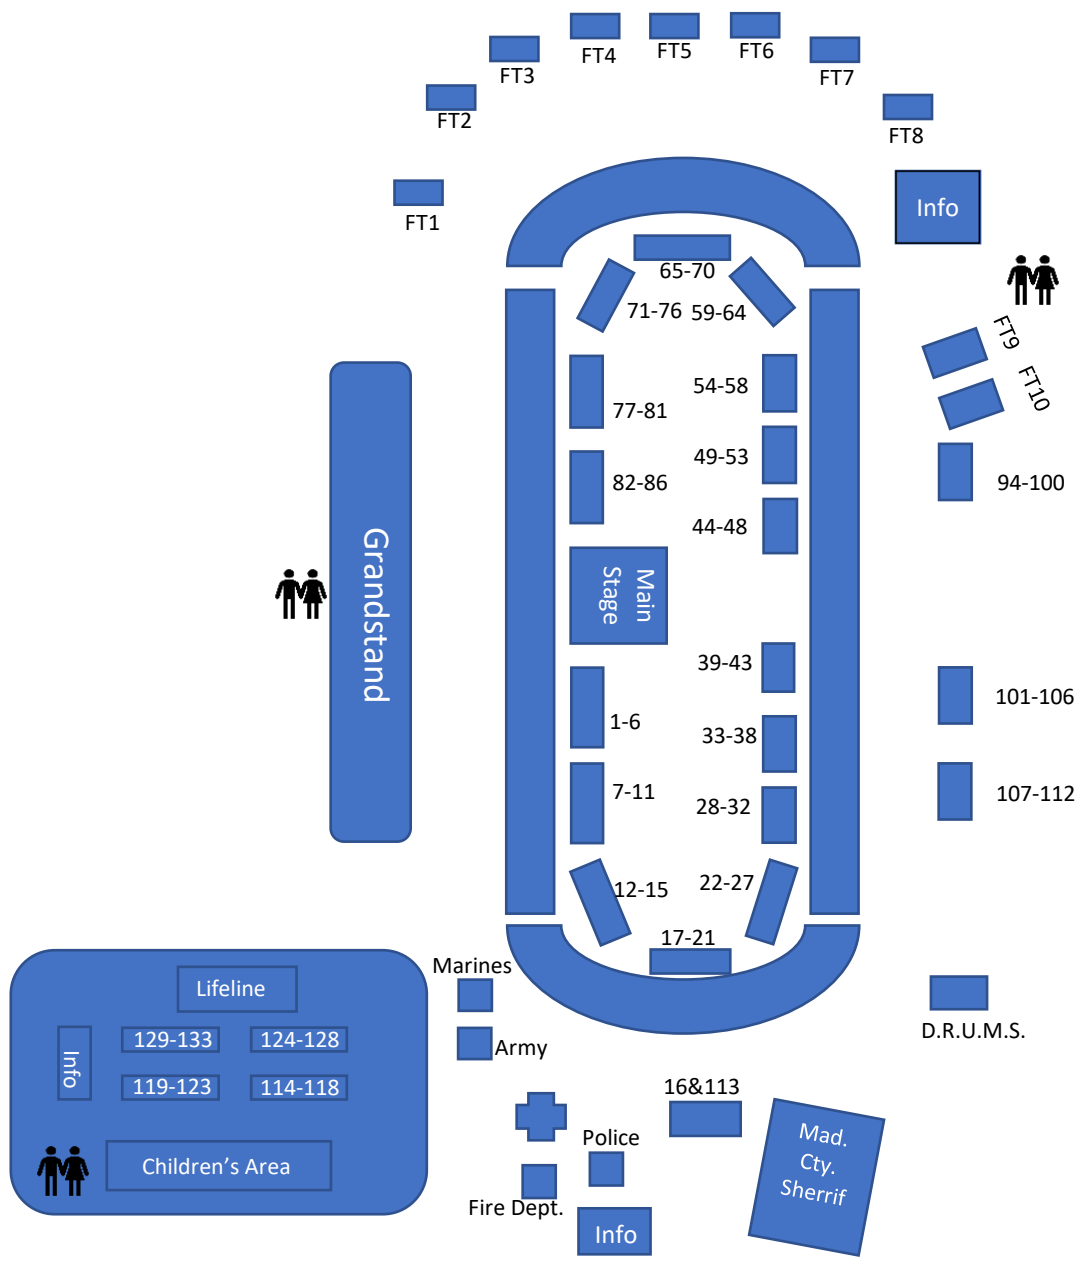 FT4
FT5
FT6
FT3
FT7
FT2
FT8
FT1
Info
65-70
71-76
59-64
FT9
FT10
54-58
77-81
49-53
82-86
94-100
44-48
Grandstand
Main
Stage
39-43
101-106
1-6
33-38
7-11
28-32
107-112
12-15
22-27
17-21
Marines
Lifeline
D.R.U.M.S.
129-133
124-128
Army
Info
119-123
114-118
16&113
Mad.
Cty.
Sherrif
Police
Children's Area
Fire Dept.
Info